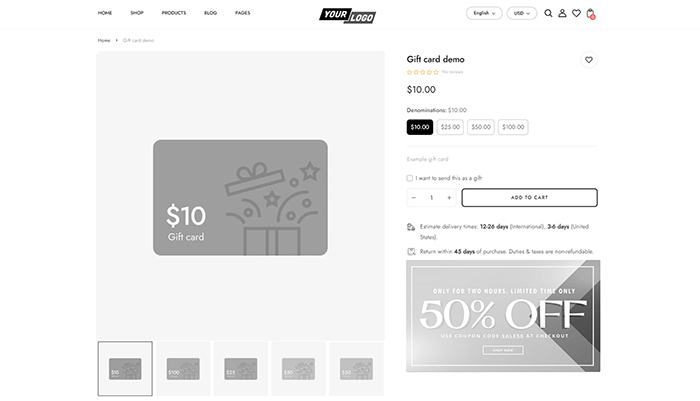 HOME SHOP PRODUCTS BLOG PAGES
YOUR LOGO
English USD
Home Gift card demo
Gift card demo
No reviews
$10.00
Denominations: $10.00
$10.00 $25.00 $50.00 $100.00
Example gift card
I want to send this as a gift
− 1 +
ADD TO CART
Estimate delivery times: 12-26 days (International), 3-6 days (United
States).
Return within 45 days of purchase. Duties & taxes are non-refundable.
ONLY FOR TWO HOURS. LIMITED TIME ONLY
50% OFF
USE COUPON CODE SALE50 AT CHECKOUT
SHOP NOW
$10
Gift card
$10 $100 $25 $50 $50